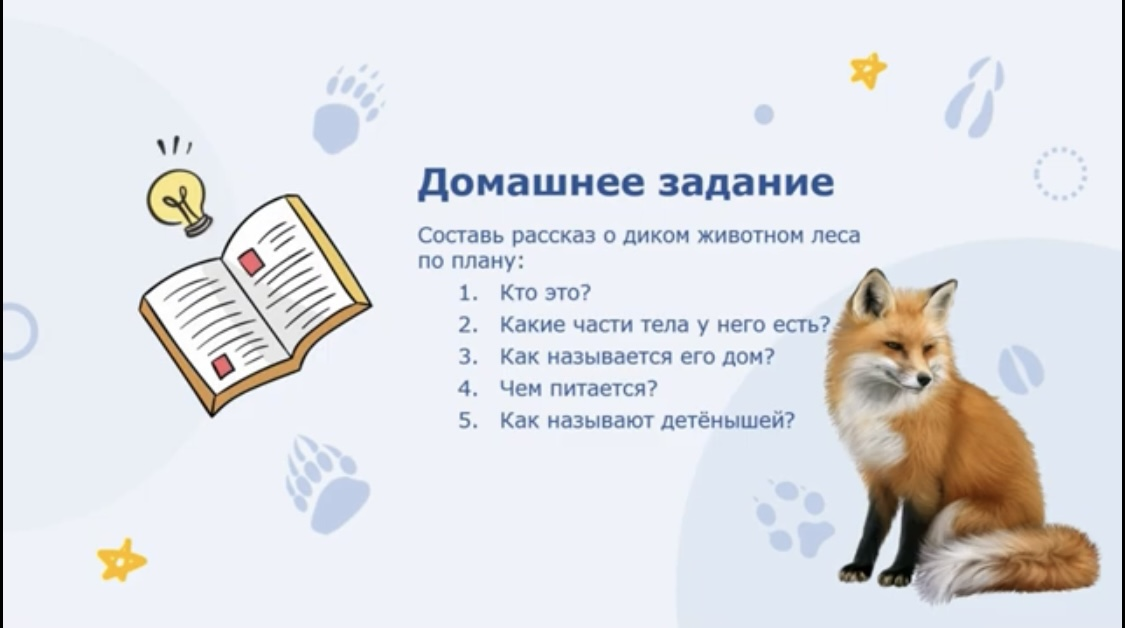 Домашнее задание
Составь рассказ о диком животном леса
по плану:
1. Кто это?
2. Какие части тела у него есть?
3. Как называется его дом?
4. Чем питается?
5. Как называют детёнышей?